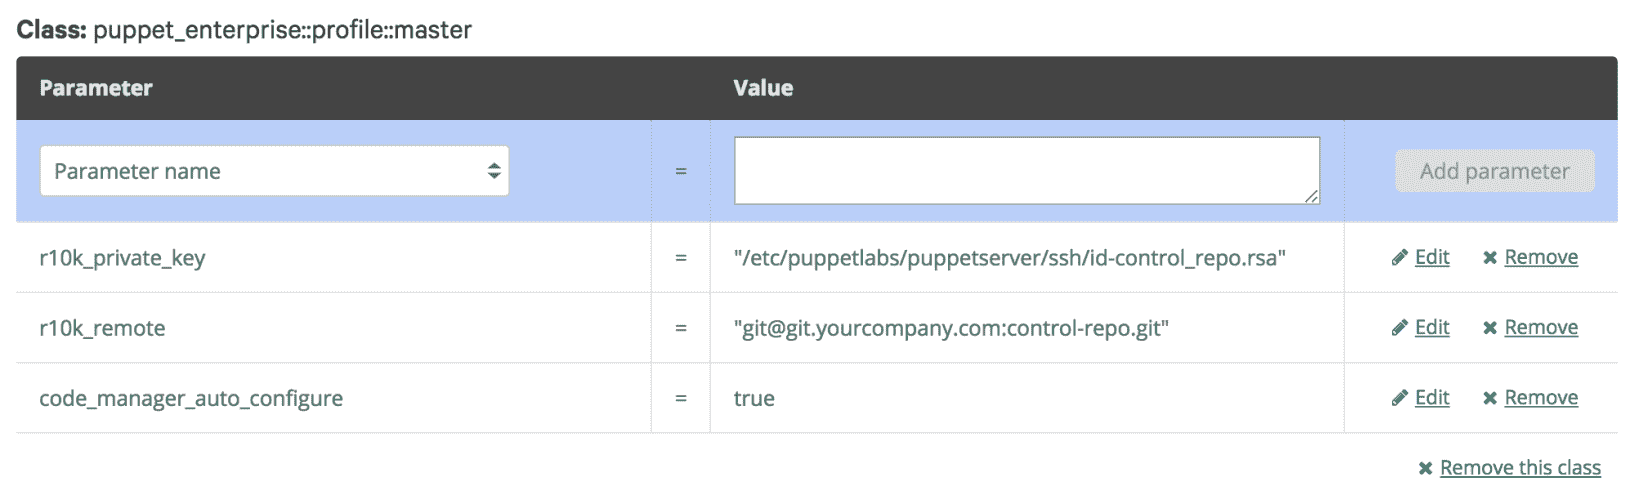 Class: puppet_enterprise::profile::master
Parameter Value
Parameter name = Add parameter
r10k_private_key = "/etc/puppetlabs/puppetserver/ssh/id-control_repo.rsa" Edit Remove
r10k_remote = "git@git.yourcompany.com:control-repo.git" Edit Remove
code_manager_auto_configure = true Edit Remove
Remove this class